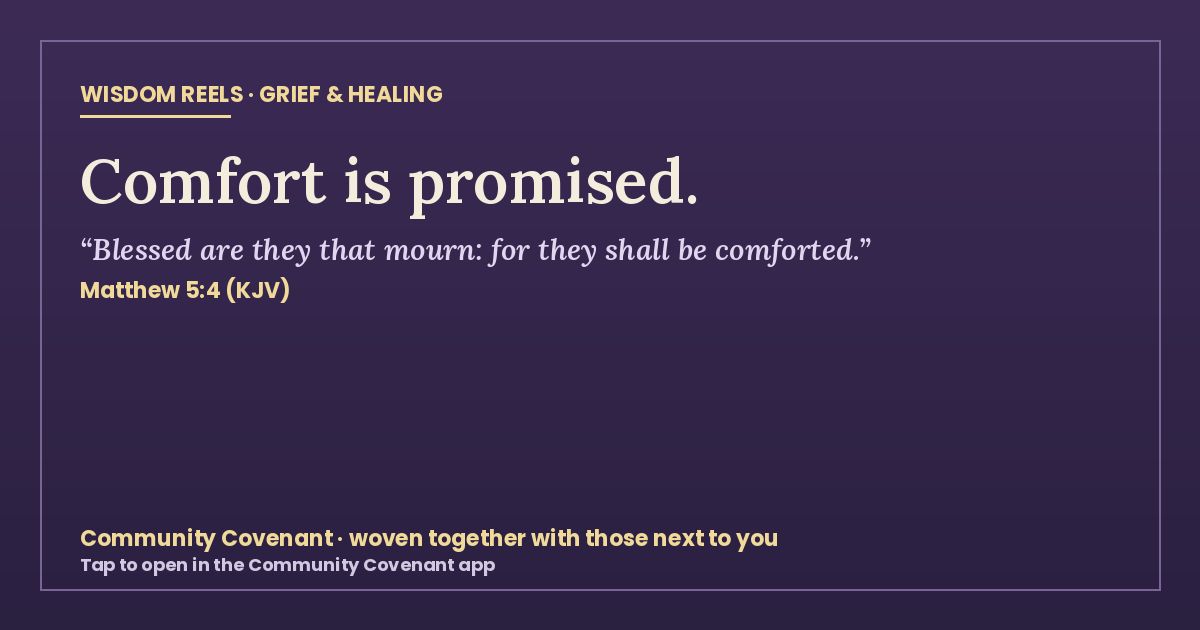 WISDOM REELS · GRIEF & HEALING
Comfort is promised.
“Blessed are they that mourn: for they shall be comforted.”
Matthew 5:4 (KJV)
Community Covenant · woven together with those next to you
Tap to open in the Community Covenant app